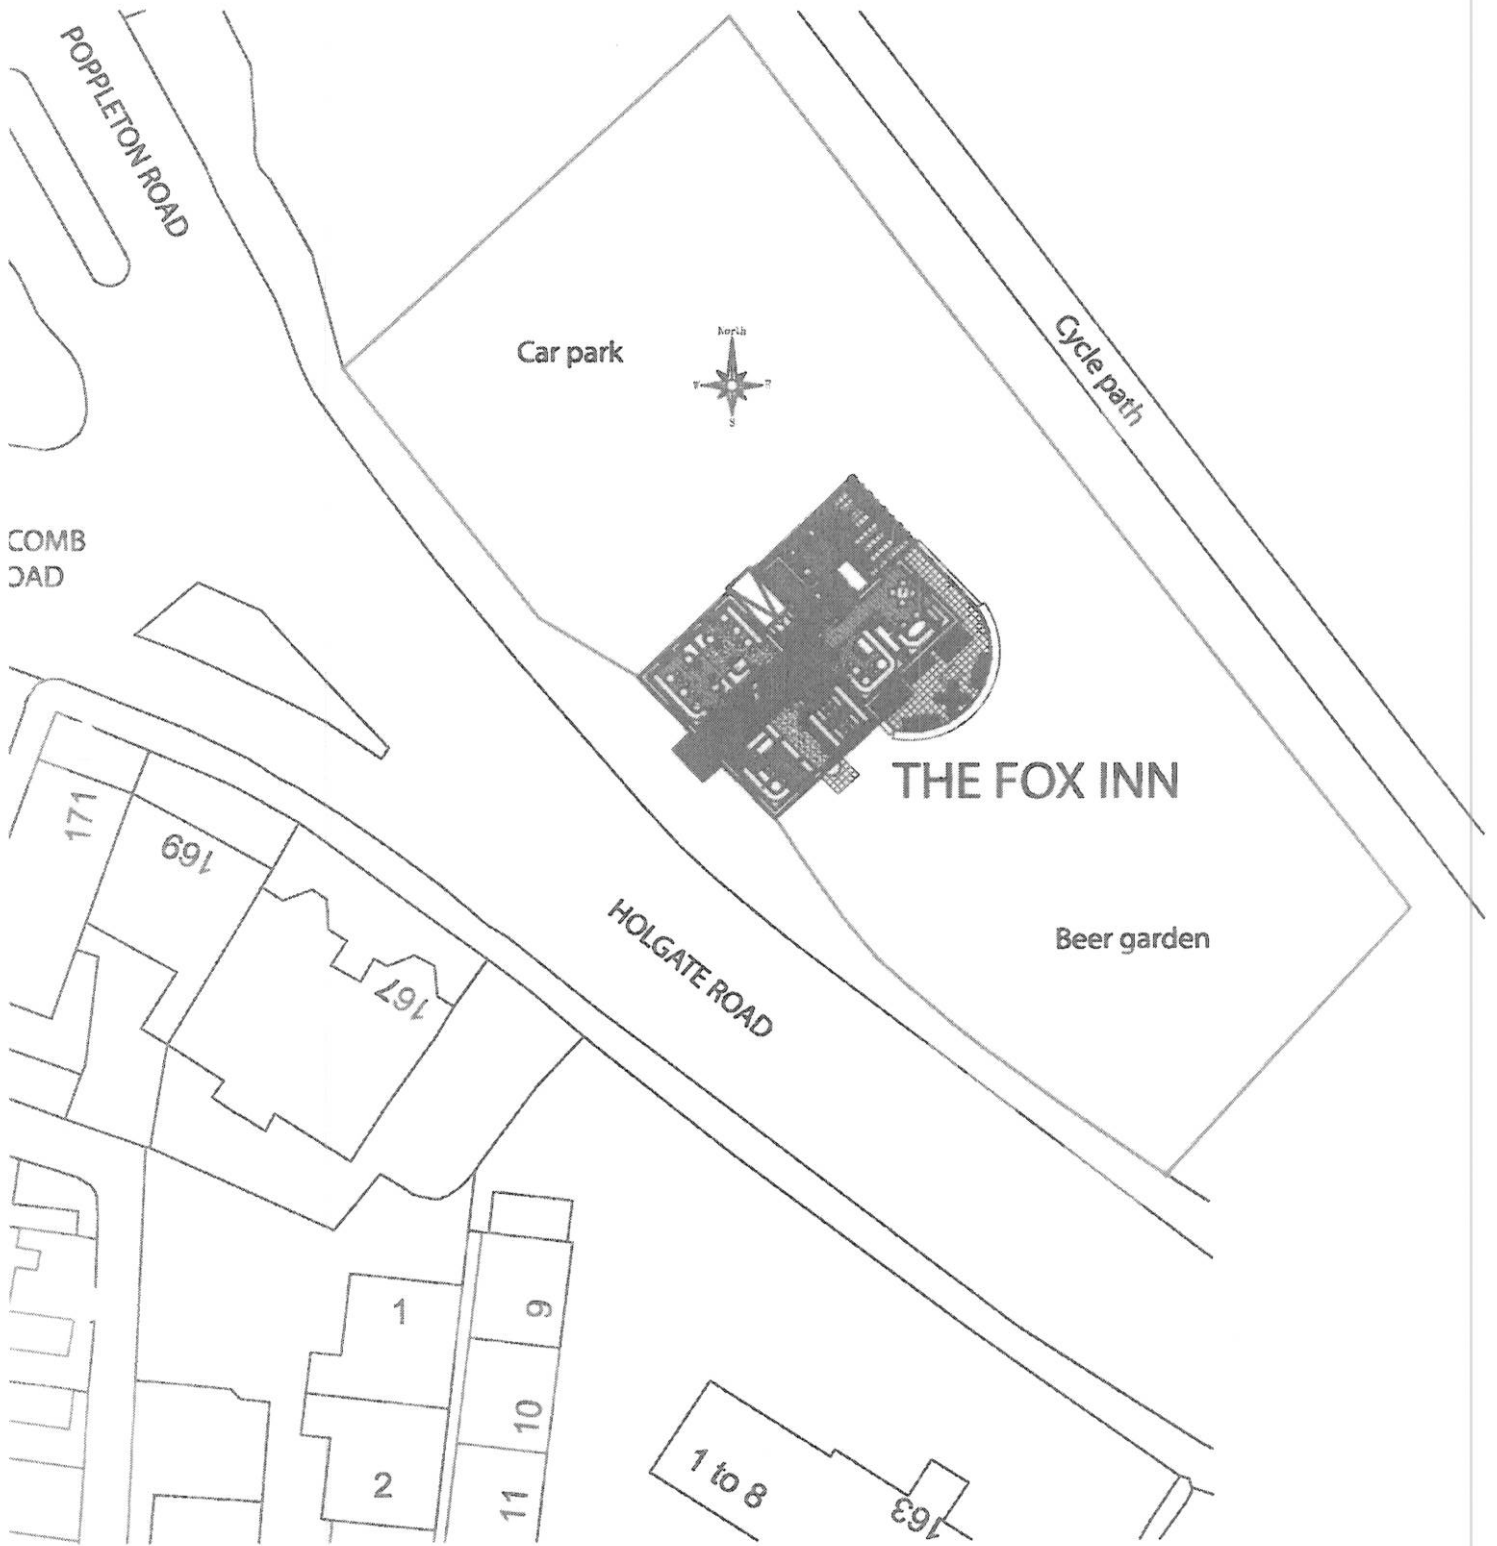 POPPLETON ROAD
North
W
E
S
Car park
Cycle path
COMB
OAD
THE FOX INN
171
169
167
HOLGATE ROAD
Beer garden
1
9
10
2
11
1 to 8
163